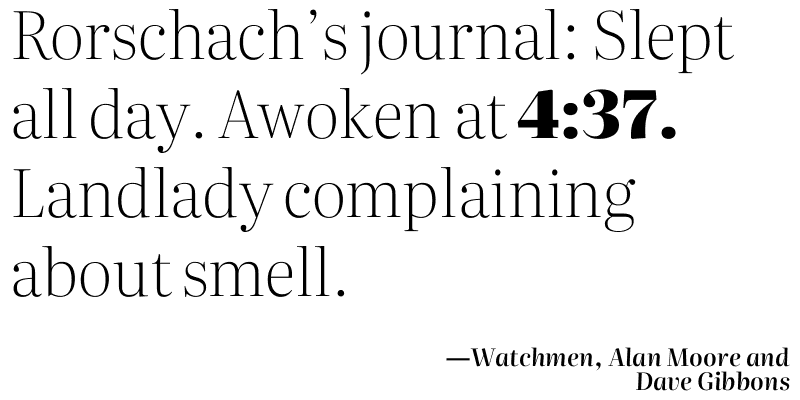 Rorschach’s journal: Slept
all day. Awoken at 4:37.
Landlady complaining
about smell.
—Watchmen, Alan Moore and
Dave Gibbons